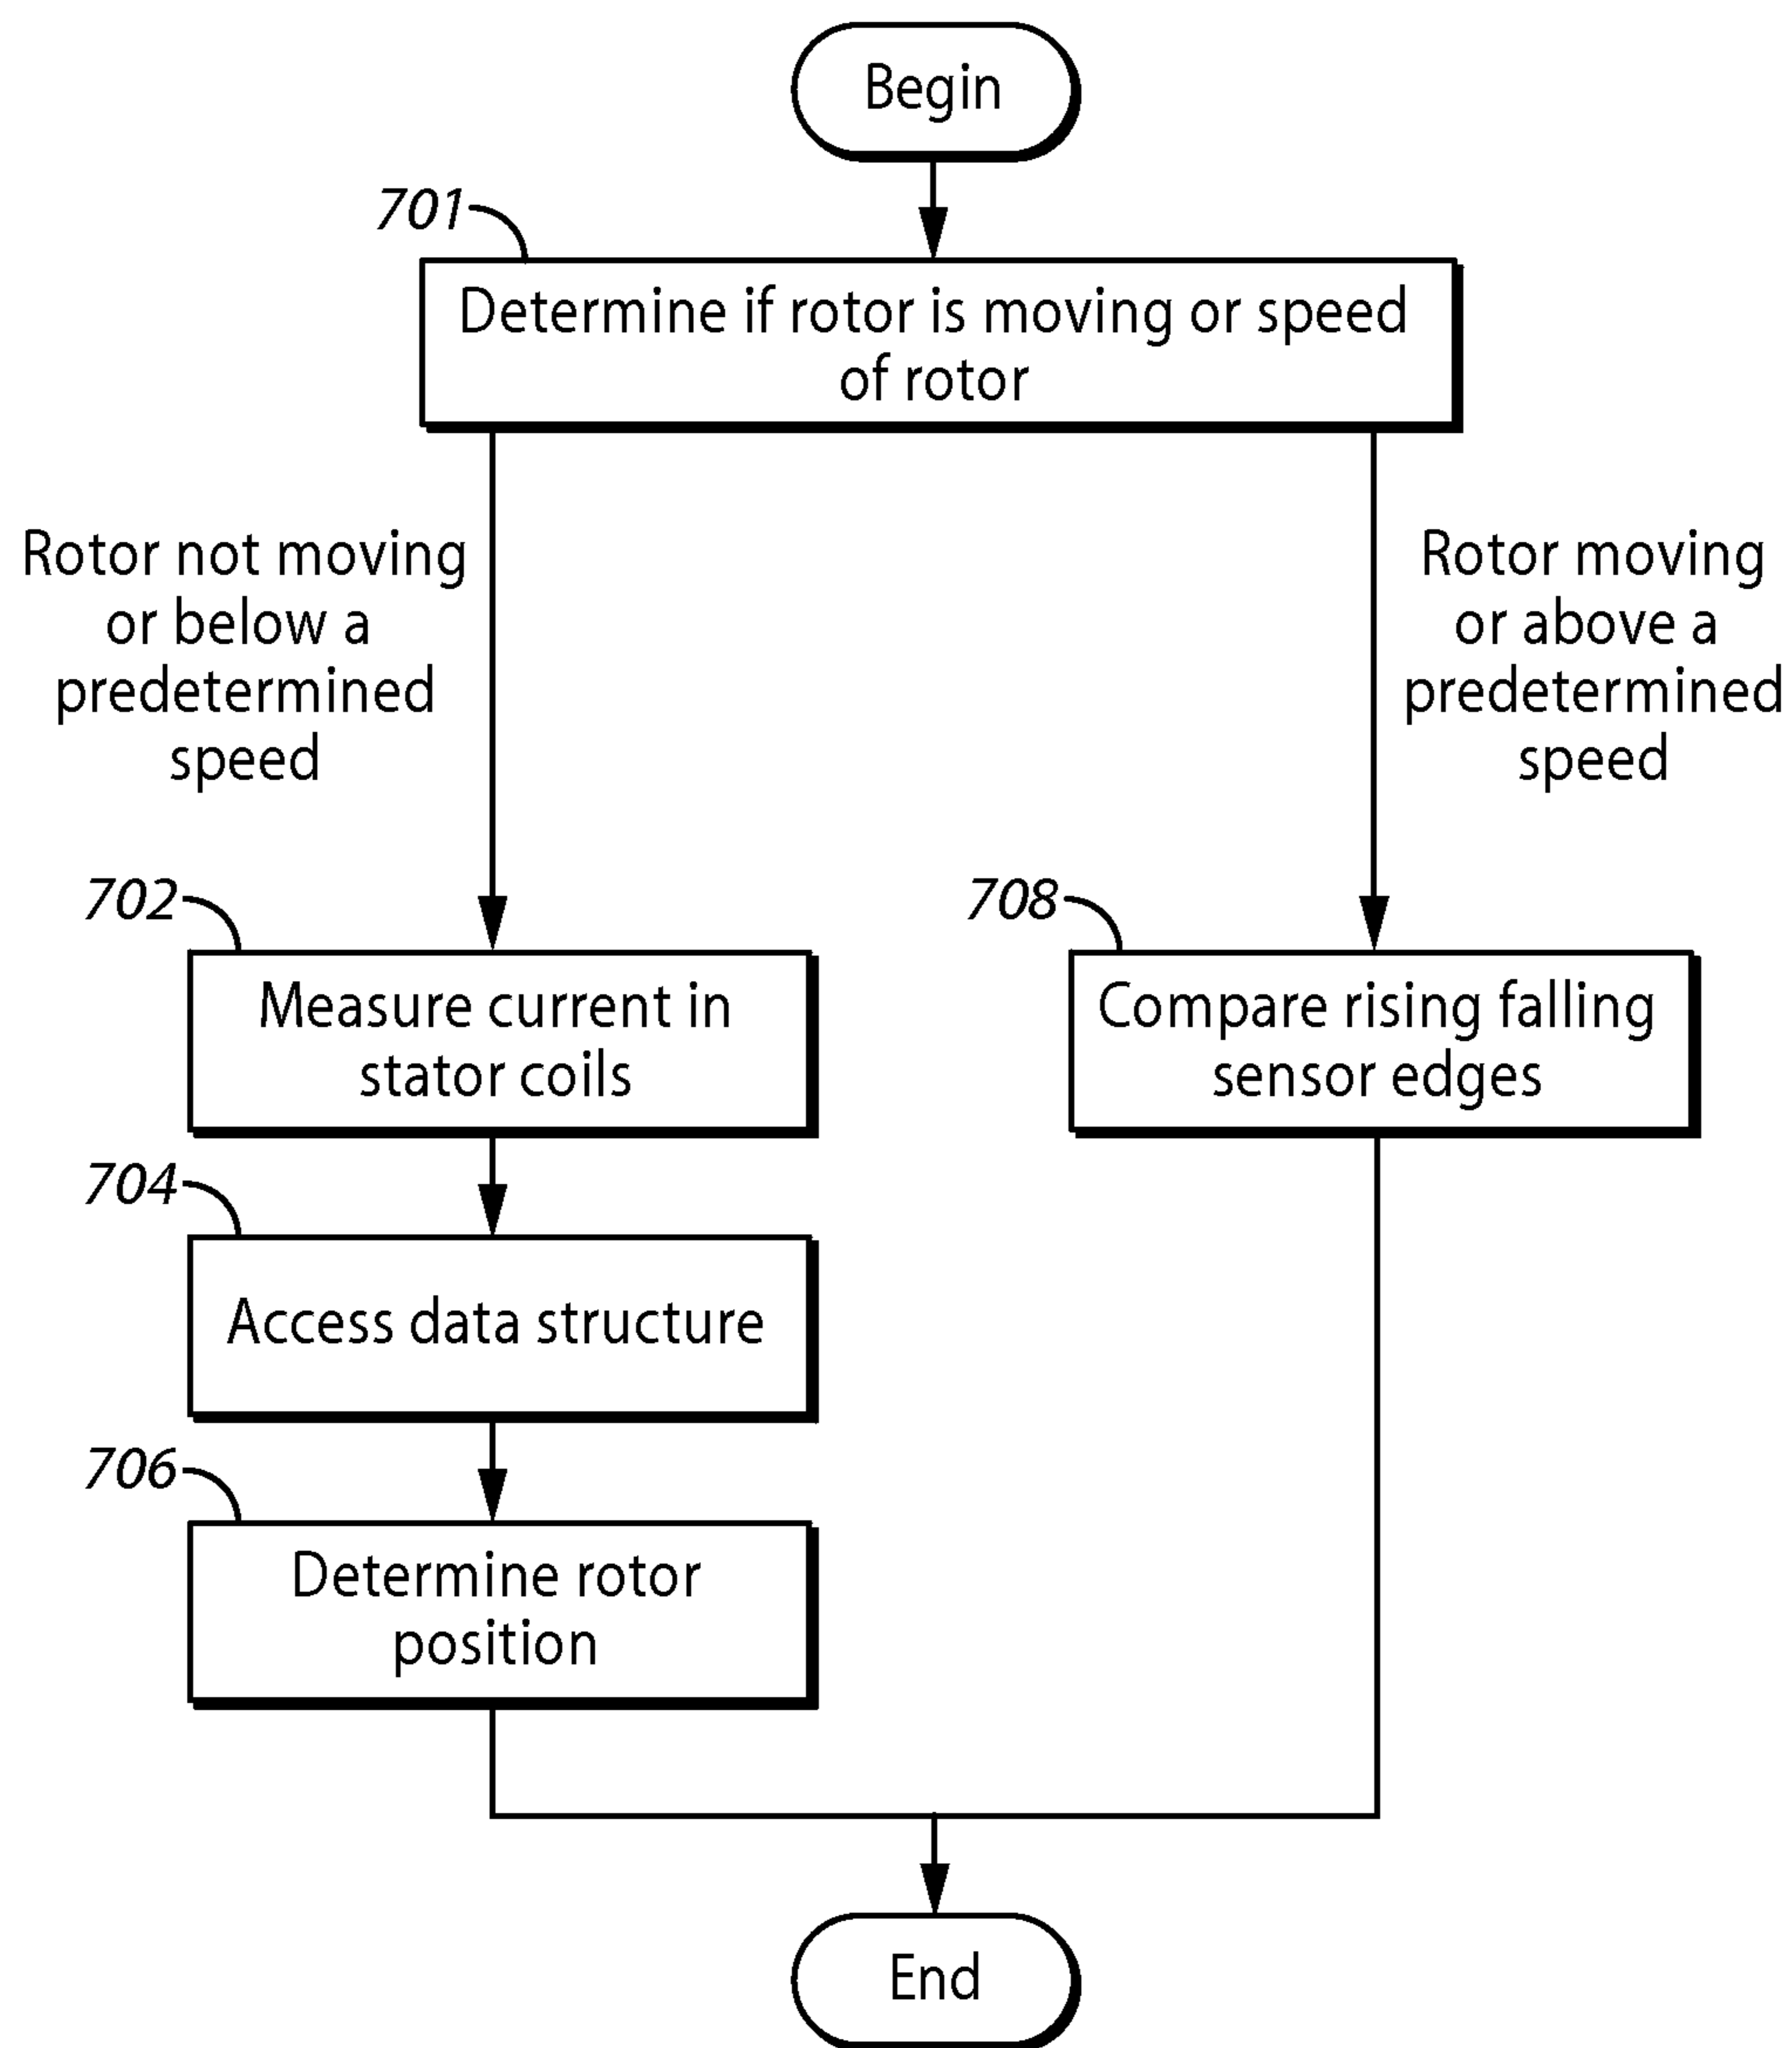 Begin
701
Determine if rotor is moving or speed
of rotor
Rotor not moving
or below a
predetermined
speed
Rotor moving
or above a
predetermined
speed
702
Measure current in
stator coils
708
Compare rising falling
sensor edges
704
Access data structure
706
Determine rotor
position
End